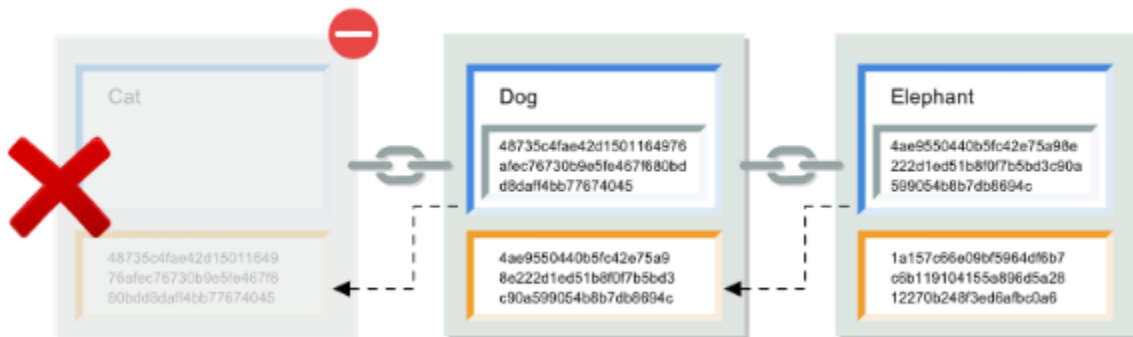 Cat
48735c4fae42d15011649
76afec76730b9e5fe467f6
80bdd8daff4bb77674045
Dog
48735c4fae42d1501164976
afec76730b9e5fe467f680bd
d8daff4bb77674045
4ae9550440b5fc42e75a9
8e222d1ed51b8f0f7b5bd3
c90a599054b8b7db8694c
Elephant
4ae9550440b5fc42e75a98e
222d1ed51b8f0f7b5bd3c90a
599054b8b7db8694c
1a157c66e09bf5964df6b7
c6b119104155a896d5a28
12270b248f3ed6afbc0a6